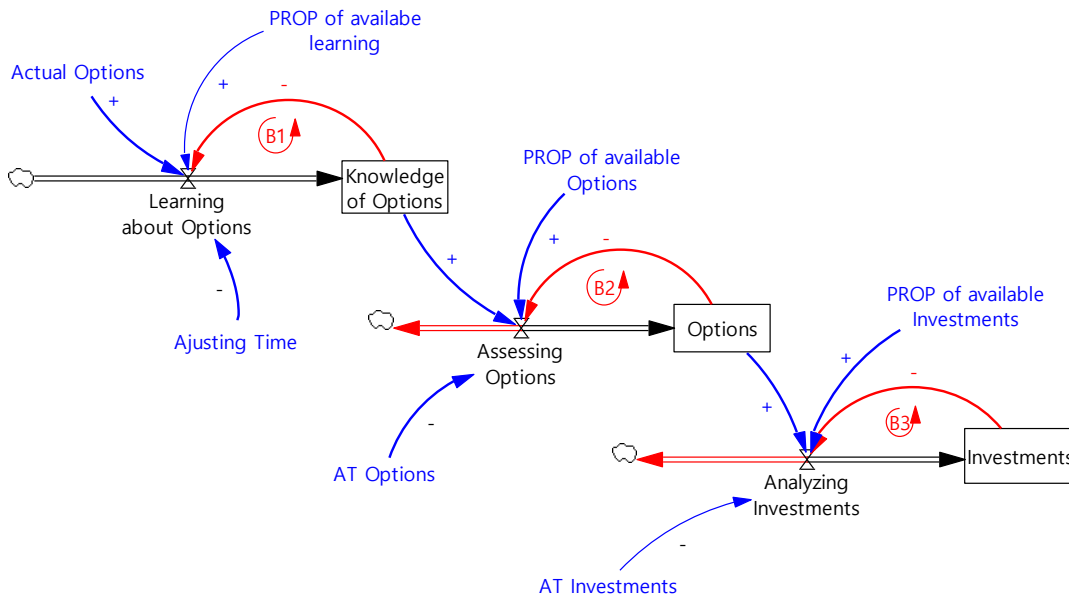 PROP of availabe
learning
Actual Options
+
+
-
B1
Knowledge
of Options
Learning
about Options
-
Ajusting Time
PROP of available
Options
+
+
-
B2
Options
Assessing
Options
-
AT Options
PROP of available
Investments
+
+
-
B3
Investments
Analyzing
Investments
-
AT Investments